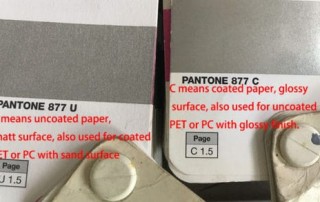 PANTONE 877 U
means uncoated paper,
matt surface, also used for coated
PET or PC with sand surface
Page
U 1.5
C means coated paper, glossy
surface, also used for uncoated
PET or PC with glossy finish.
PANTONE 877 C
Page
C 1.5